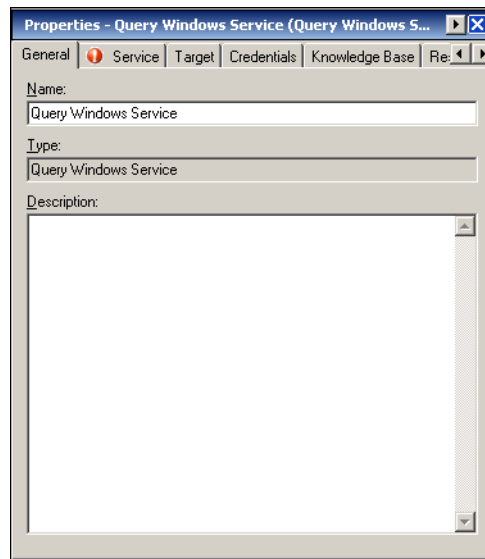 Properties - Query Windows Service (Query Windows S...
General Service Target Credentials Knowledge Base Re
Name:
Query Windows Service
Type:
Query Windows Service
Description: